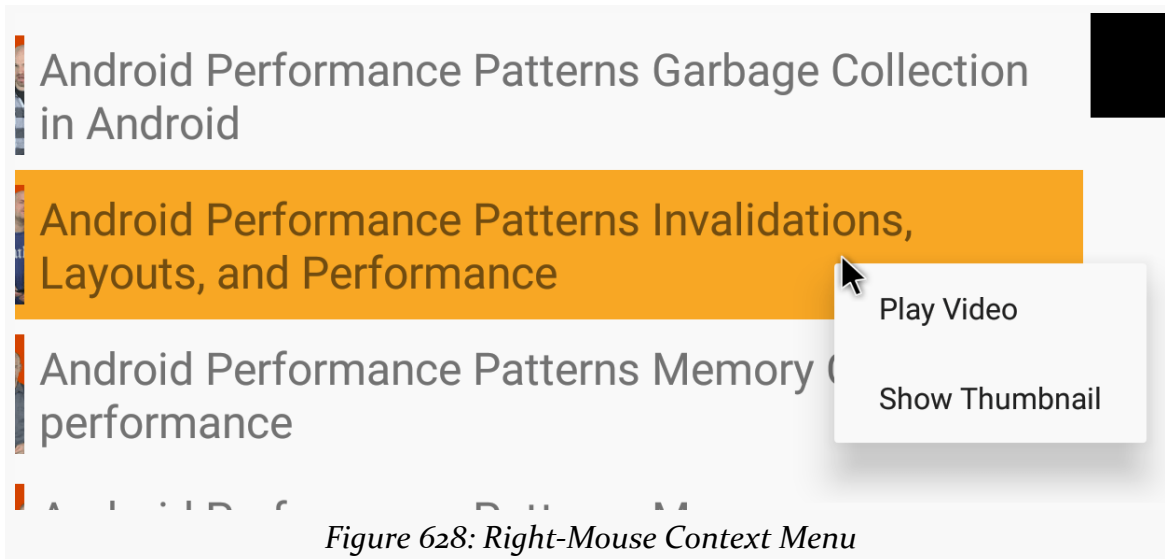 Android Performance Patterns Garbage Collection
in Android
Android Performance Patterns Invalidations,
Layouts, and Performance
Play Video
Android Performance Patterns Memory
performance
Show Thumbnail
Figure 628: Right-Mouse Context Menu